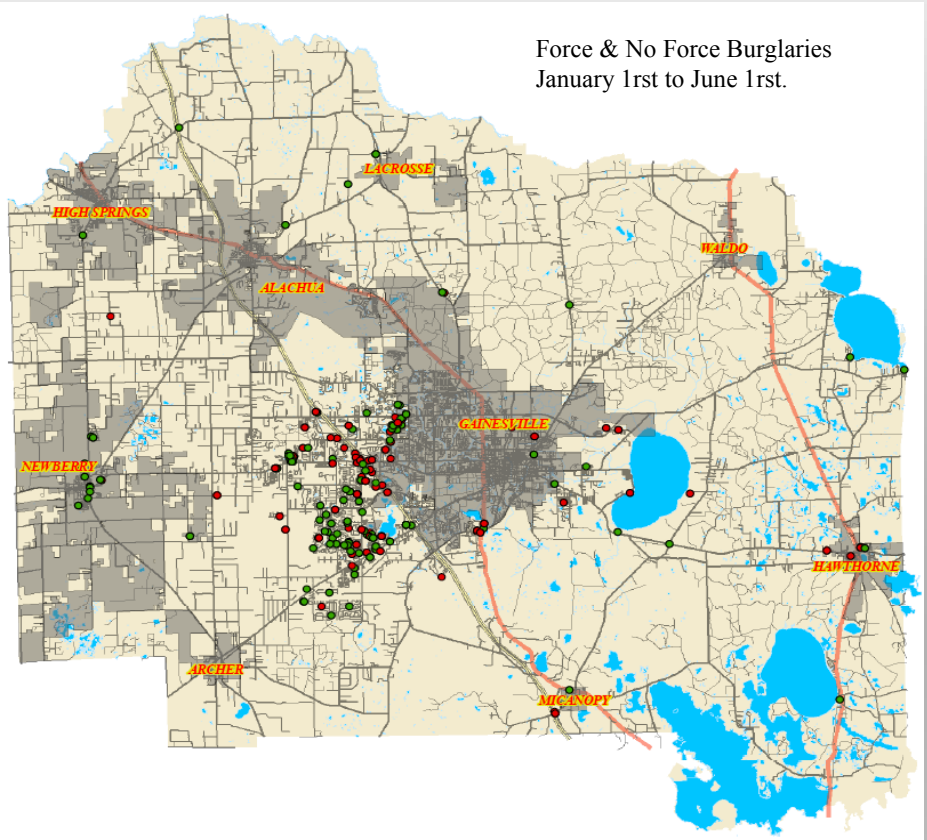 Force & No Force Burglaries
January 1rst to June 1rst.
LACROSSE
HIGH SPRINGS
WALDO
ALACHUA
GAINESVILLE
NEWBERRY
HAWTHORNE
ARCHER
MICANOPY